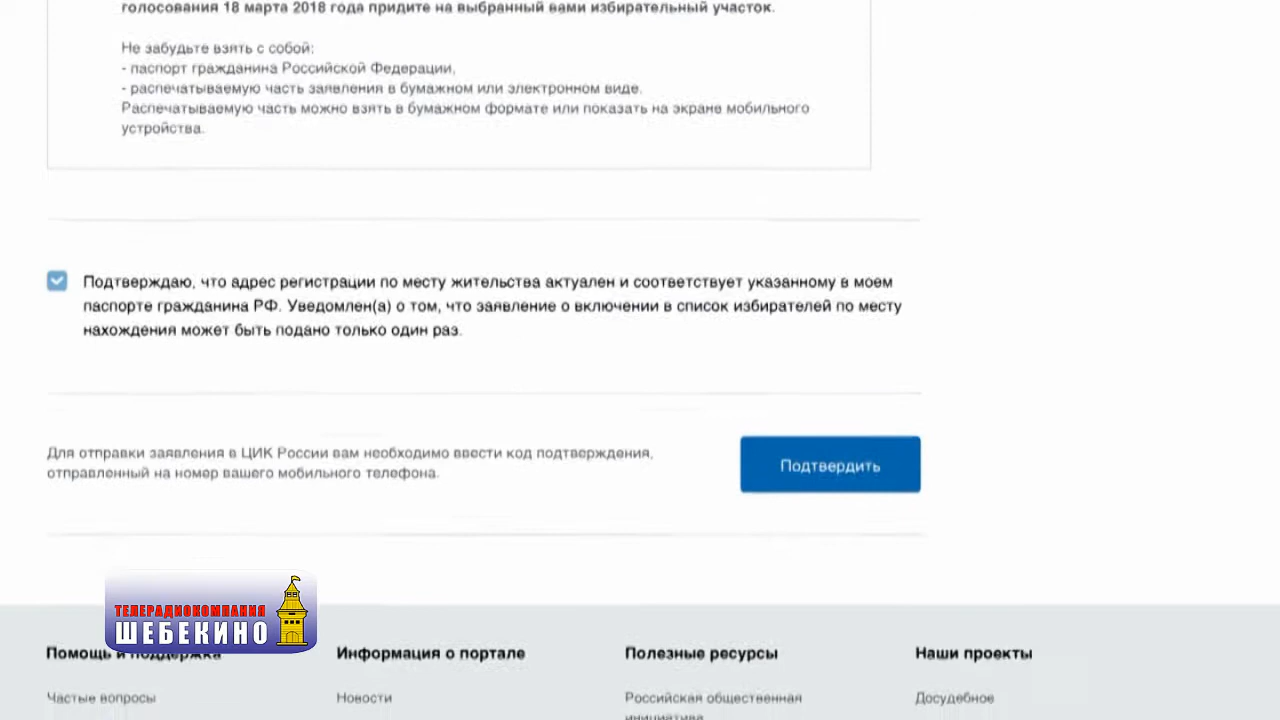 голосования 18 марта 2018 года придите на выбранный вами избирательный участок.
Не забудьте взять с собой:
- паспорт гражданина Российской Федерации,
- распечатываемую часть заявления в бумажном или электронном виде.
Распечатываемую часть можно взять в бумажном формате или показать на экране мобильного
устройства.
Подтверждаю, что адрес регистрации по месту жительства актуален и соответствует указанному в моем
паспорте гражданина РФ. Уведомлен(а) о том, что заявление о включении в список избирателей по месту
нахождения может быть подано только один раз.
Для отправки заявления в ЦИК России вам необходимо ввести код подтверждения,
отправленный на номер вашего мобильного телефона.
Подтвердить
ТЕЛЕРАДИОКОМПАНИЯ
ШЕБЕКИНО
Помощь и поддержка
Информация о портале
Полезные ресурсы
Наши проекты
Частые вопросы
Новости
Российская общественная
инициатива
Досудебное